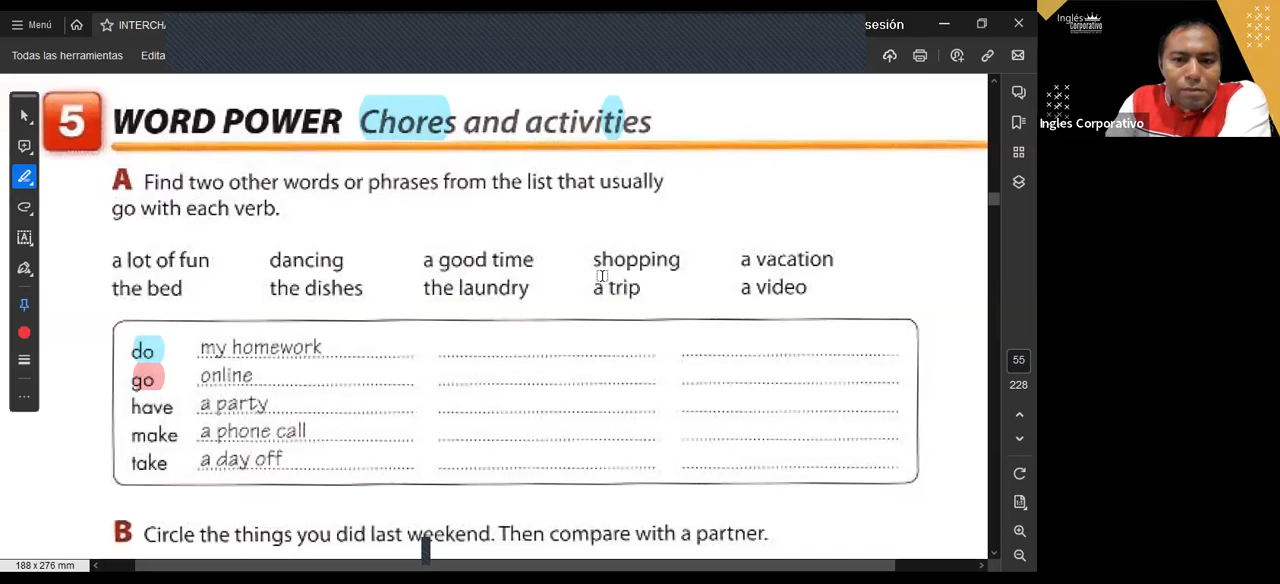 Menú
INTERCHA
sesión
Todas las herramientas
Edita
Inglés
Corporativo
Ingles Corporativo
5 WORD POWER Chores and activities
A Find two other words or phrases from the list that usually
go with each verb.
a lot of fun dancing a good time shopping a vacation
the bed the dishes the laundry a trip a video
do my homework
go online
have a party
make a phone call
take a day off
B Circle the things you did last weekend. Then compare with a partner.
55
228
188 x 276 mm